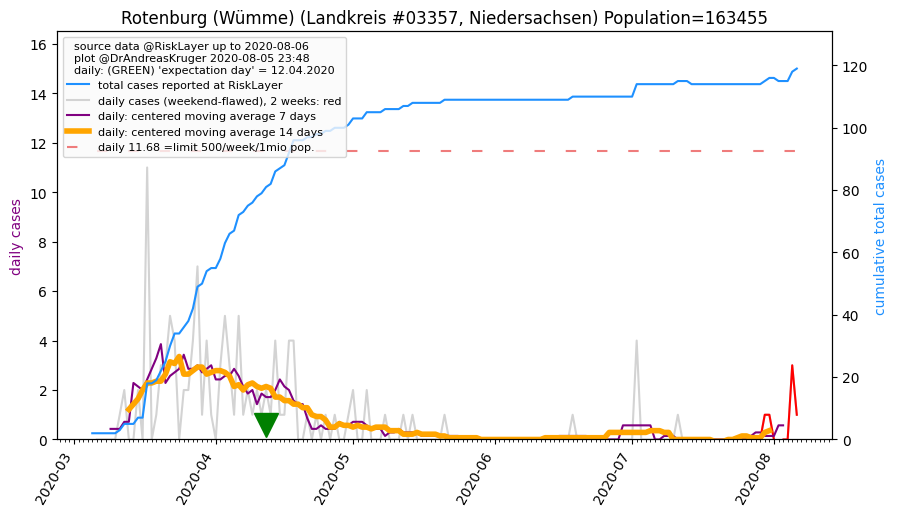 Rotenburg (Wümme) (Landkreis #03357, Niedersachsen) Population=163455
source data @RiskLayer up to 2020-08-06
plot @DrAndreasKruger 2020-08-05 23:48
daily: (GREEN) 'expectation day' = 12.04.2020
total cases reported at RiskLayer
daily cases (weekend-flawed), 2 weeks: red
daily: centered moving average 7 days
daily: centered moving average 14 days
daily 11.68 =limit 500/week/1mio pop.
daily cases
16
14
12
10
8
6
4
2
0
120
100
80
60
40
20
0
cumulative total cases
2020-03
2020-04
2020-05
2020-06
2020-07
2020-08